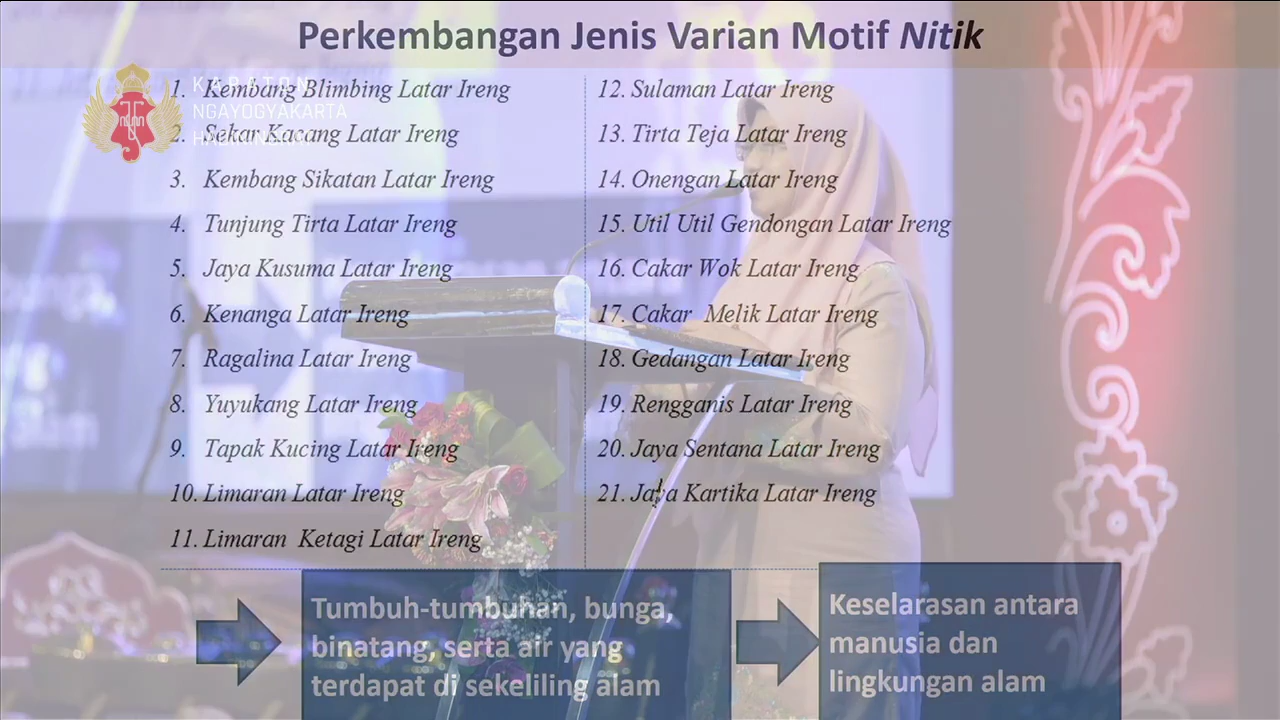 Perkembangan Jenis Varian Motif Nitik
KARATON
NGAYOGYAKARTA
1. Kembang Blimbing Latar Ireng
2. Sekar Kacang Latar Ireng
3. Kembang Sikatan Latar Ireng
4. Tunjung Tirta Latar Ireng
5. Jaya Kusuma Latar Ireng
6. Kenanga Latar Ireng
7. Ragalina Latar Ireng
8. Yuyukang Latar Ireng
9. Tapak Kucing Latar Ireng
10. Limaran Latar Ireng
11. Limaran Ketagi Latar Ireng
12. Sulaman Latar Ireng
13. Tirta Teja Latar Ireng
14. Onengan Latar Ireng
15. Util Util Gendongan Latar Ireng
16. Cakar Wok Latar Ireng
17. Cakar Melik Latar Ireng
18. Gedangan Latar Ireng
19. Rengganis Latar Ireng
20. Jaya Sentana Latar Ireng
21. Jaya Kartika Latar Ireng
Tumbuh-tumbuhan, bunga,
binatang, serta air yang
terdapat di sekeliling alam
Keselarasan antara
manusia dan
lingkungan alam